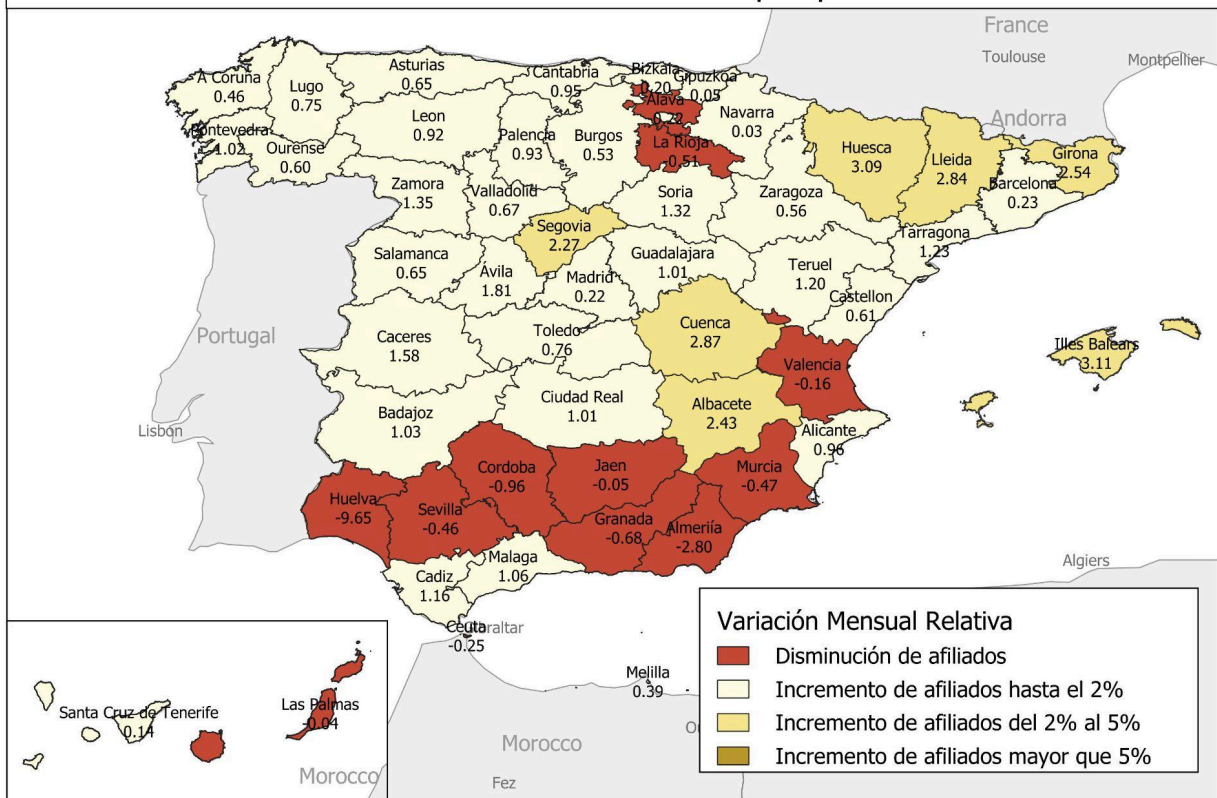 France
Toulouse
Montpellier
Andorra
A Coruña
0.46
Lugo
0.75
Asturias
0.65
Cantabria
0.95
Bizkaia
0.20
Gipuzkoa
0.05
Alava
Navarra
0.03
Pontevedra
1.02
Ourense
0.60
Leon
0.92
Palencia
0.93
Burgos
0.53
La Rioja
-0.51
Huesca
3.09
Lleida
2.84
Girona
2.54
Barcelona
0.23
Zamora
1.35
Valladolid
0.67
Soria
1.32
Zaragoza
0.56
Tarragona
1.23
Segovia
2.27
Salamanca
0.65
Ávila
1.81
Madrid
0.22
Guadalajara
1.01
Teruel
1.20
Castellon
0.61
Portugal
Caceres
1.58
Toledo
0.76
Cuenca
2.87
Valencia
-0.16
Illes Balears
3.11
Lisbon
Badajoz
1.03
Ciudad Real
1.01
Albacete
2.43
Alicante
0.96
Huelva
-9.65
Sevilla
-0.46
Cordoba
-0.96
Jaen
-0.05
Granada
-0.68
Almeriía
-2.80
Murcia
-0.47
Cadiz
1.16
Malaga
1.06
Algiers
Ceuta
-0.25
Gibraltar
Melilla
0.39
Santa Cruz de Tenerife
0.14
Las Palmas
-0.04
Morocco
Morocco
Fez
Variación Mensual Relativa
Disminución de afiliados
Incremento de afiliados hasta el 2%
Incremento de afiliados del 2% al 5%
Incremento de afiliados mayor que 5%